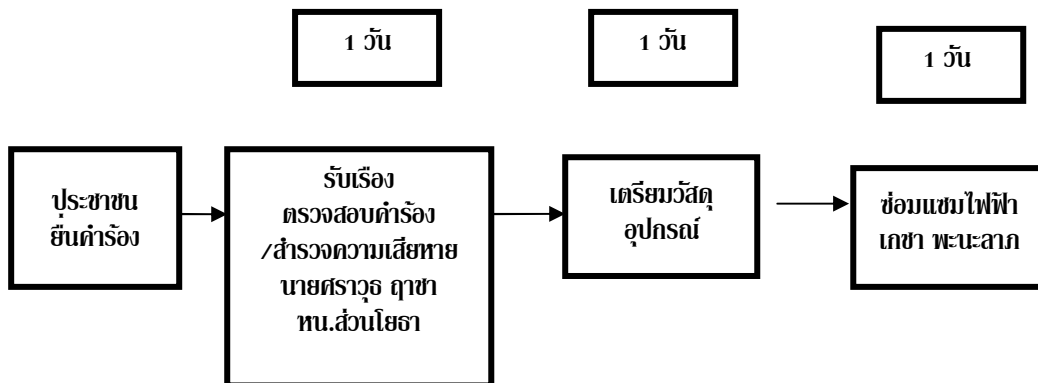 1 วัน
1 วัน
1 วัน
ประชาชน
ยื่นคำร้อง
รับเรื่อง
ตรวจสอบคำร้อง
/สำรวจความเสียหาย
นายศราวุธ ฤาชา
หน.ส่วนโยธา
เตรียมวัสดุ
อุปกรณ์
ซ่อมแซมไฟฟ้า
เกชา พะนะลาภ